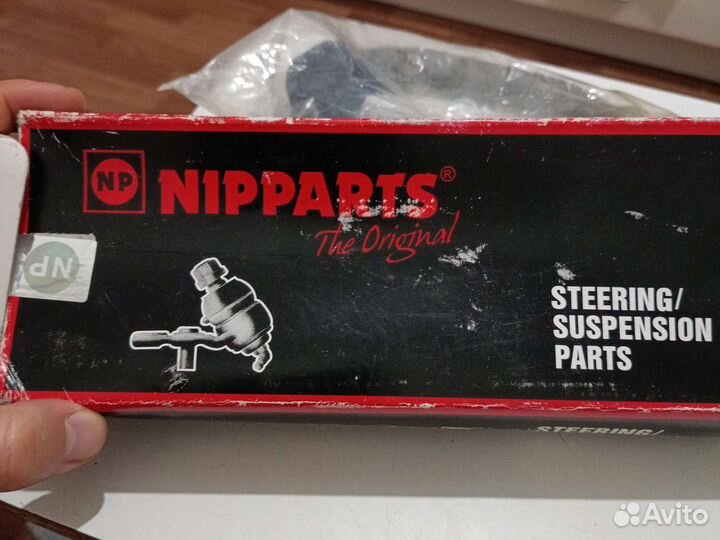 NP
NIPPARTS®
The Original
NP
STEERING/
SUSPENSION
PARTS
STEERING/
Avito